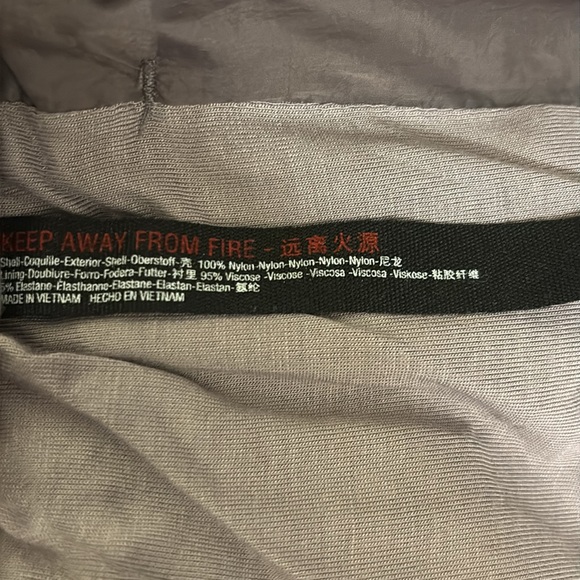 KEEP AWAY FROM FIRE - 远离火源
Shell-Coquille-Exterior-Shell-Oberstoff-壳 100% Nylon-Nylon-Nylon-Nylon-Nylon-尼龙
Lining-Doublure-Forro-Fodera-Futter-衬里 95% Viscose -Viscose -Viscosa -Viscosa -Viskose-粘胶纤维
5% Elastane-Élasthanne-Elastane-Elastan-Elastan-氨纶
MADE IN VIETNAM HECHO EN VIETNAM